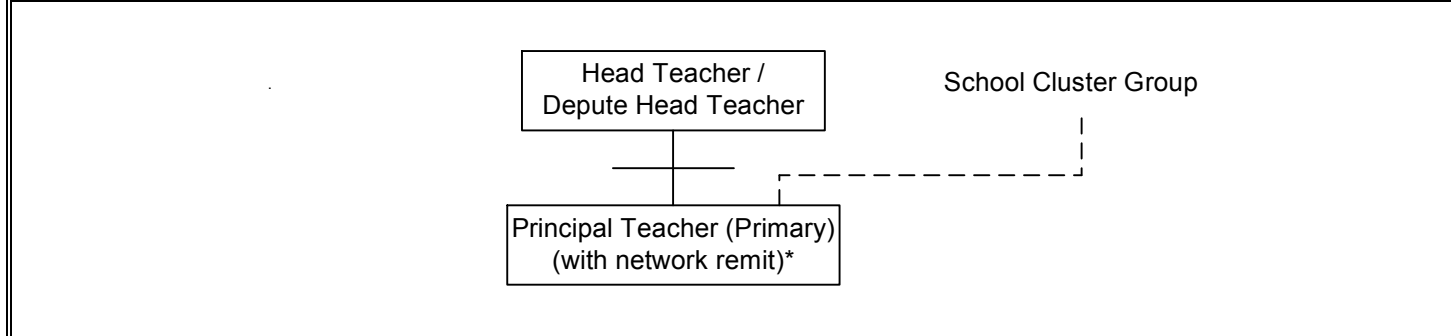 Head Teacher /
Depute Head Teacher
School Cluster Group
Principal Teacher (Primary)
(with network remit)*